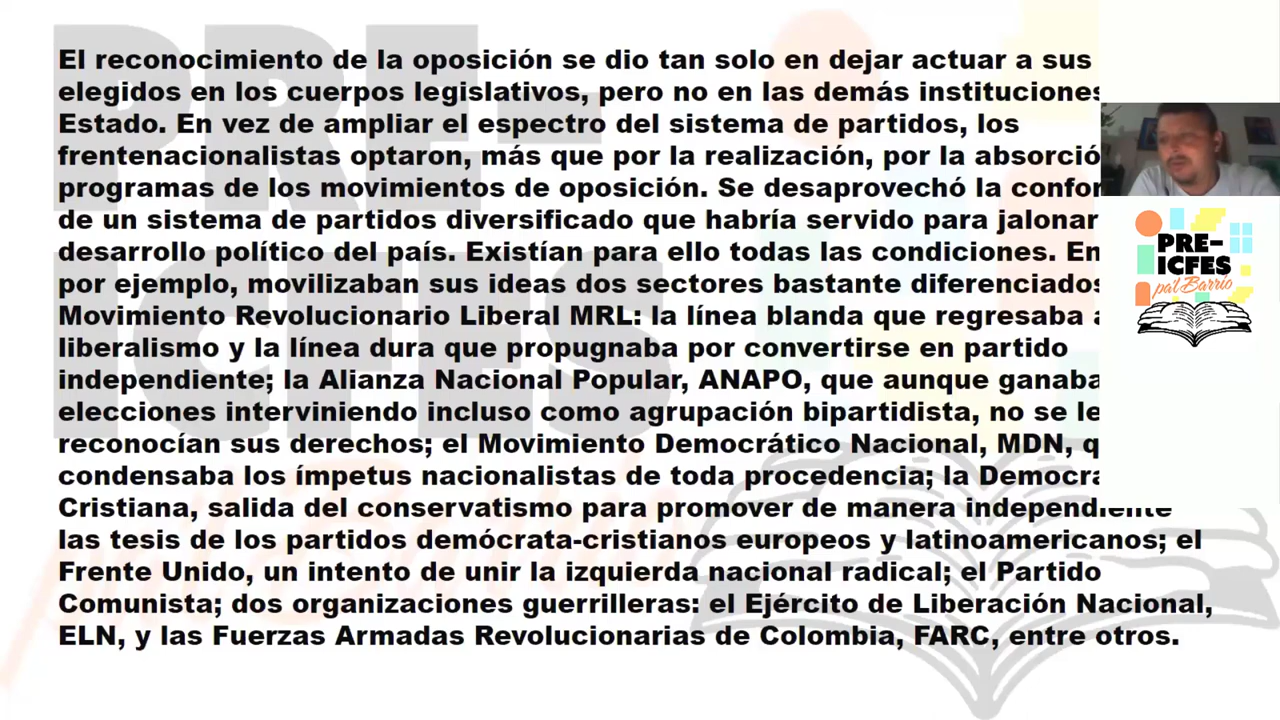 El reconocimiento de la oposición se dio tan solo en dejar actuar a sus
elegidos en los cuerpos legislativos, pero no en las demás instituciones
Estado. En vez de ampliar el espectro del sistema de partidos, los
frentenacionalistas optaron, más que por la realización, por la
programas de los movimientos de oposición. Se desaprovechó la
de un sistema de partidos diversificado que habría servido para jalonar
desarrollo político del país. Existían para ello todas las condiciones. En
por ejemplo, movilizaban sus ideas dos sectores bastante diferenciados
Movimiento Revolucionario Liberal MRL: la línea blanda que regresaba
liberalismo y la línea dura que propugnaba por convertirse en partido
independiente; la Alianza Nacional Popular, ANAPO, que aunque ganaba
elecciones interviniendo incluso como agrupación bipartidista, no se le
reconocían sus derechos; el Movimiento Democrático Nacional, MDN,
condensaba los ímpetus nacionalistas de toda procedencia; la
Cristiana, salida del conservatismo para promover de manera independiente
las tesis de los partidos demócrata-cristianos europeos y latinoamericanos; el
Frente Unido, un intento de unir la izquierda nacional radical; el Partido
Comunista; dos organizaciones guerrilleras: el Ejército de Liberación Nacional,
ELN, y las Fuerzas Armadas Revolucionarias de Colombia, FARC, entre otros.
PRE-
ICFES
pal Barrio
PRE-
ICFES